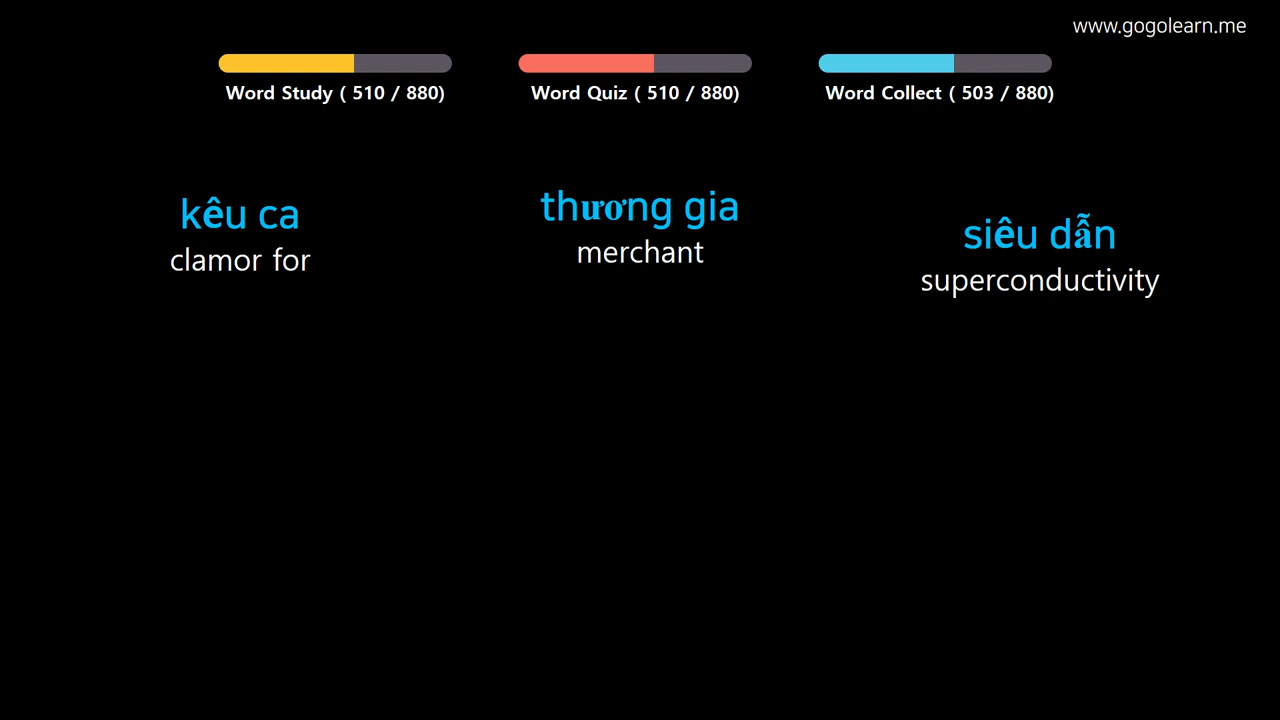 www.gogolearn.me
Word Study ( 510 / 880)
Word Quiz ( 510 / 880)
Word Collect ( 503 / 880)
kêu ca
clamor for
thương gia
merchant
siêu dẫn
superconductivity